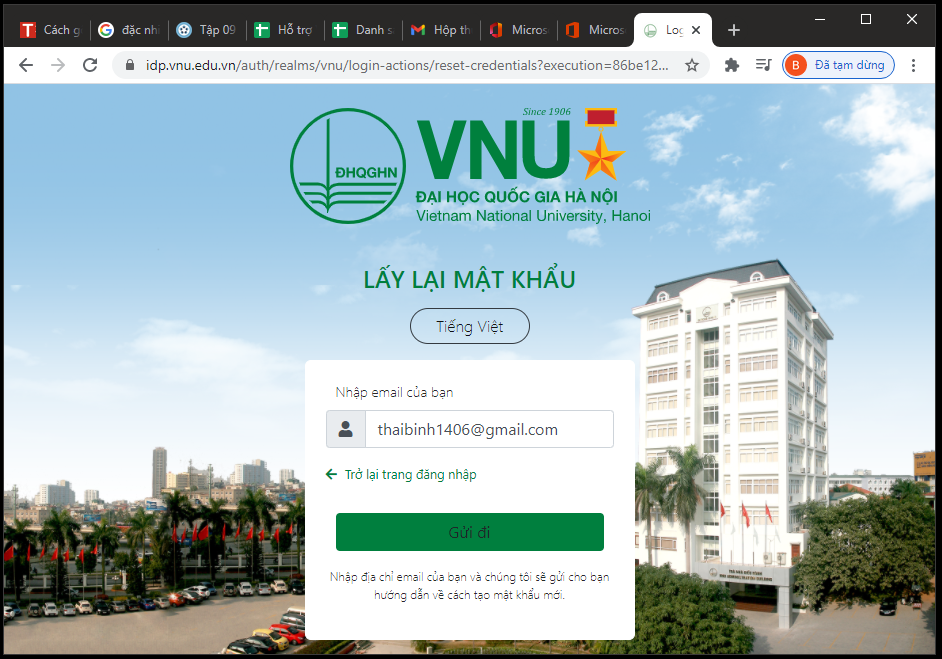 Cách g
đặc nh
Tập 09
Hỗ trợ
Danh s
Hộp th
Micros
Micros
Log
idp.vnu.edu.vn/auth/realms/vnu/login-actions/reset-credentials?execution=86be12...
B
Đã tạm dừng
Since 1906
VNU
ĐHQGHN
ĐẠI HỌC QUỐC GIA HÀ NỘI
Vietnam National University, Hanoi
LẤY LẠI MẬT KHẨU
Tiếng Việt
Nhập email của bạn
thaibinh1406@gmail.com
Trở lại trang đăng nhập
Gửi đi
Nhập địa chỉ email của bạn và chúng tôi sẽ gửi cho bạn
hướng dẫn về cách tạo mật khẩu mới.